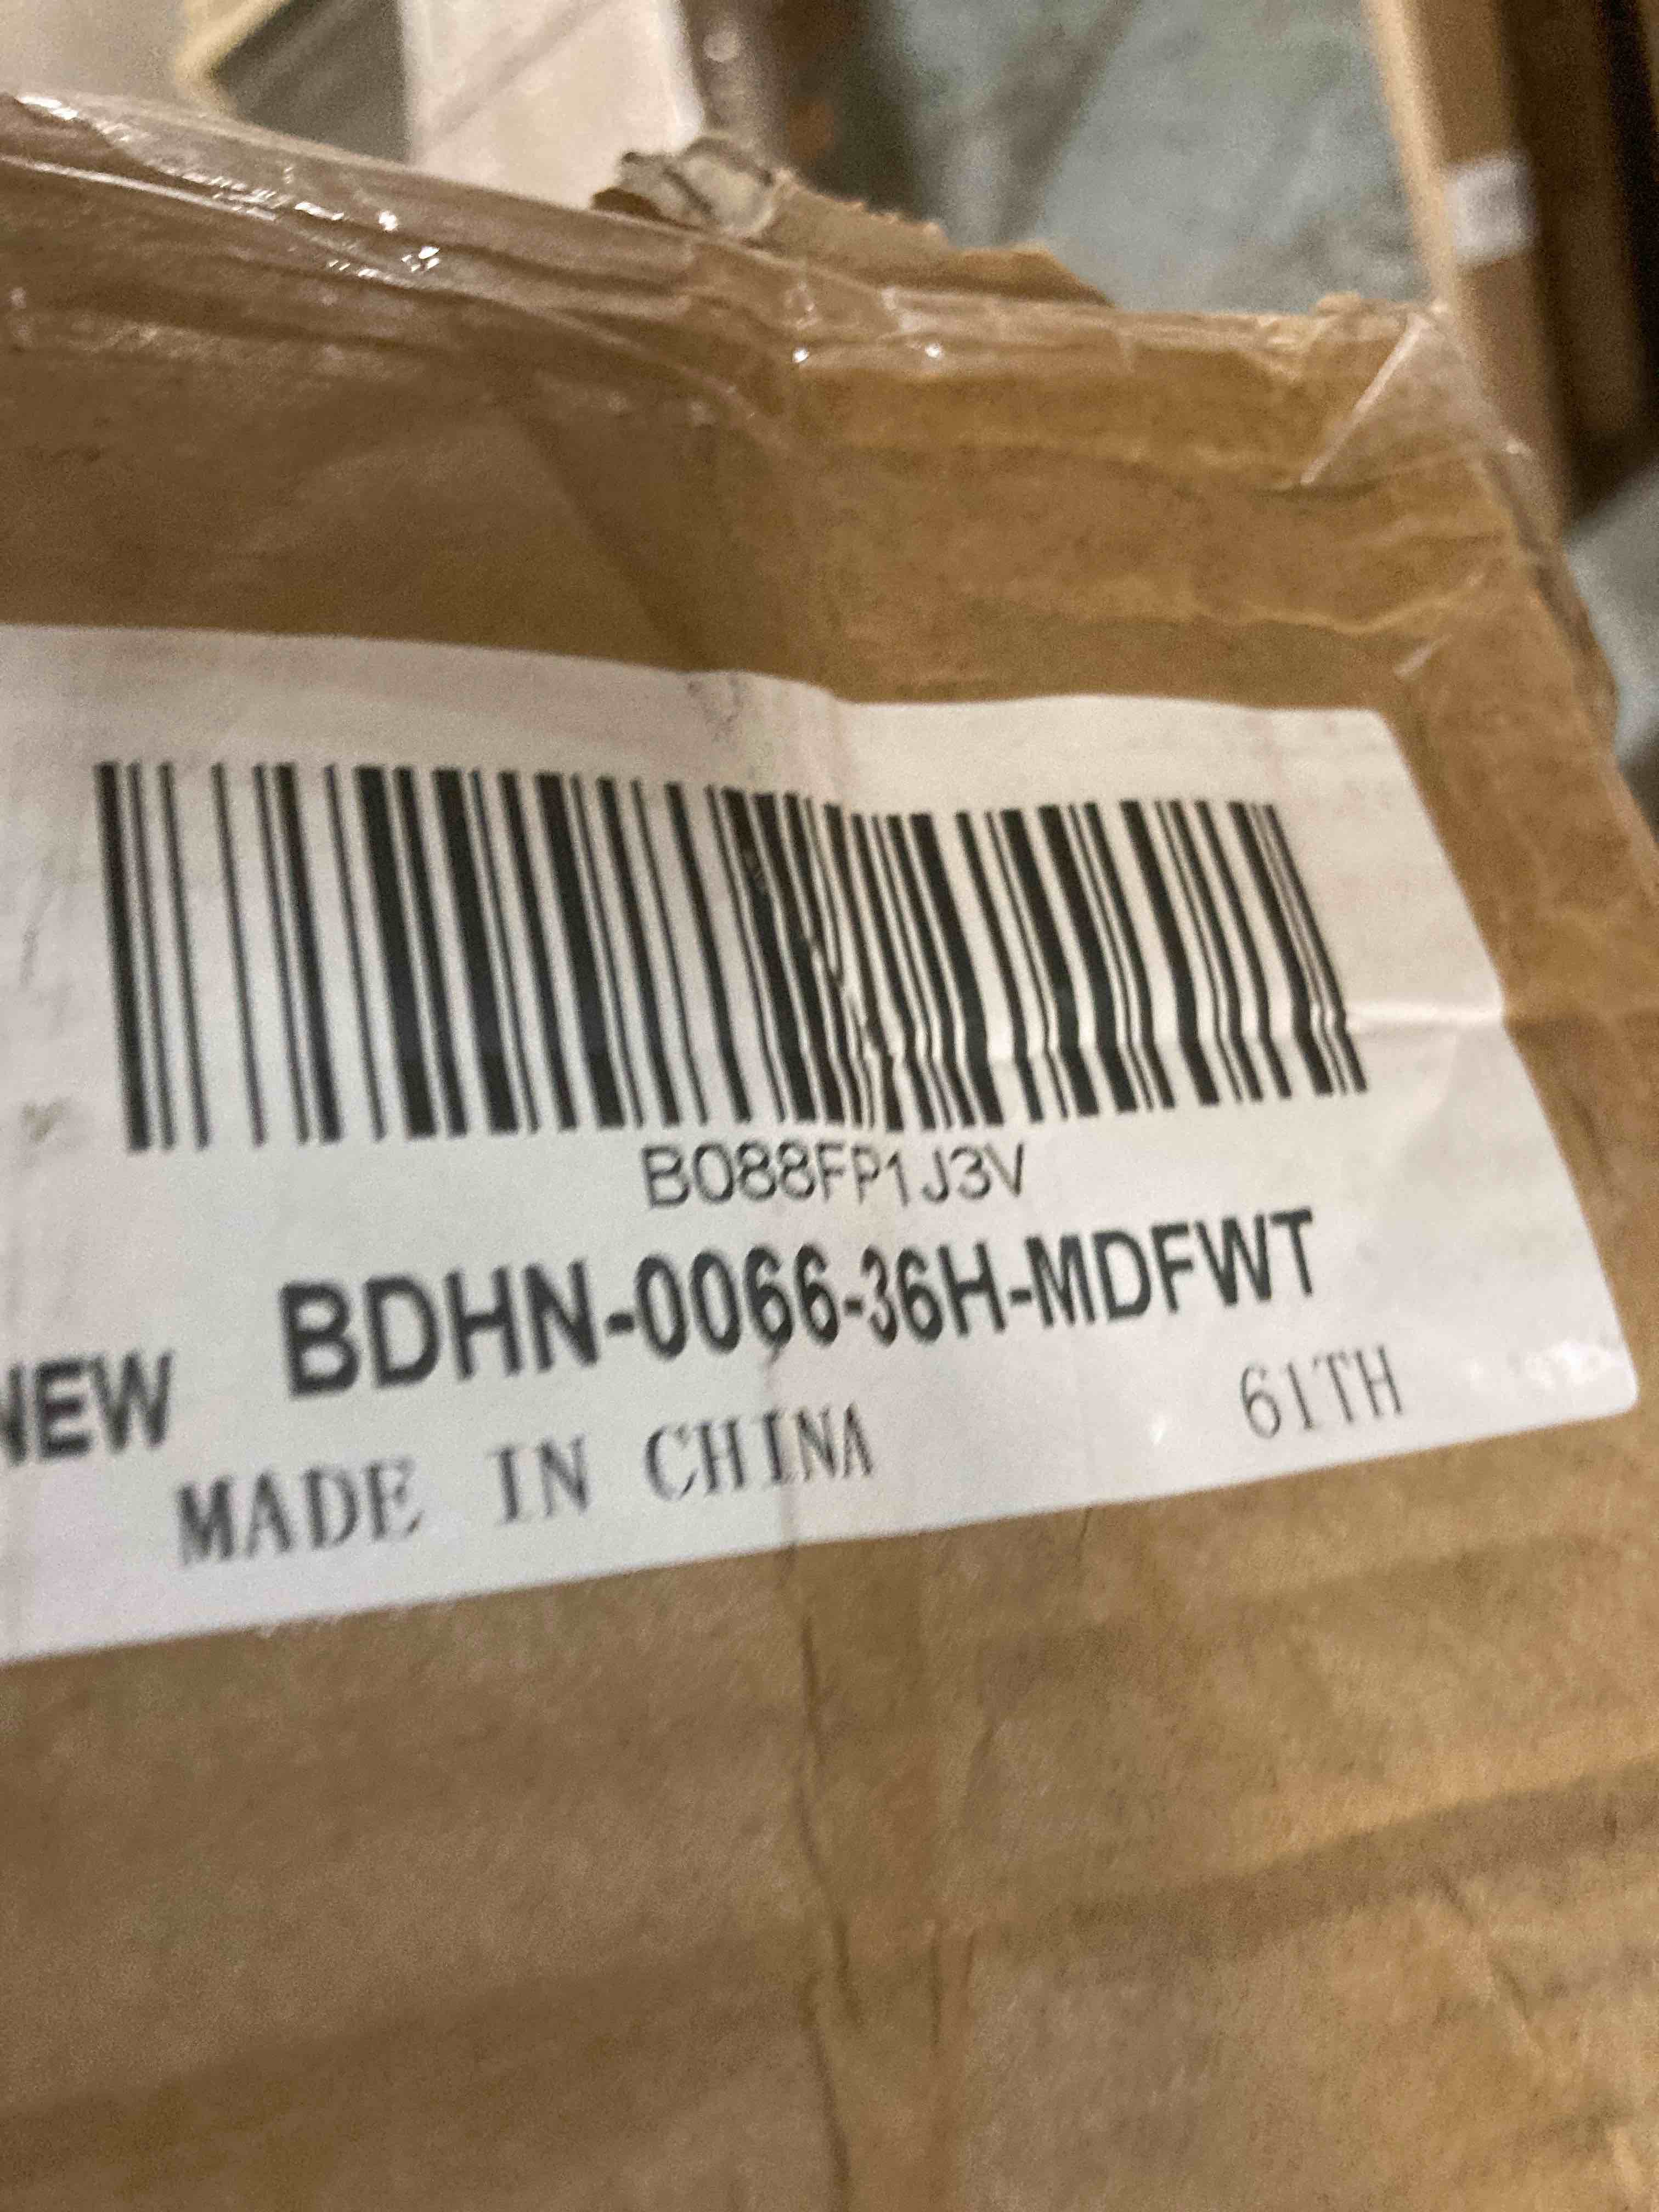 B088FP1J3V
NEW BDHN-0066-36H-MDFWT
MADE IN CHINA 61TH